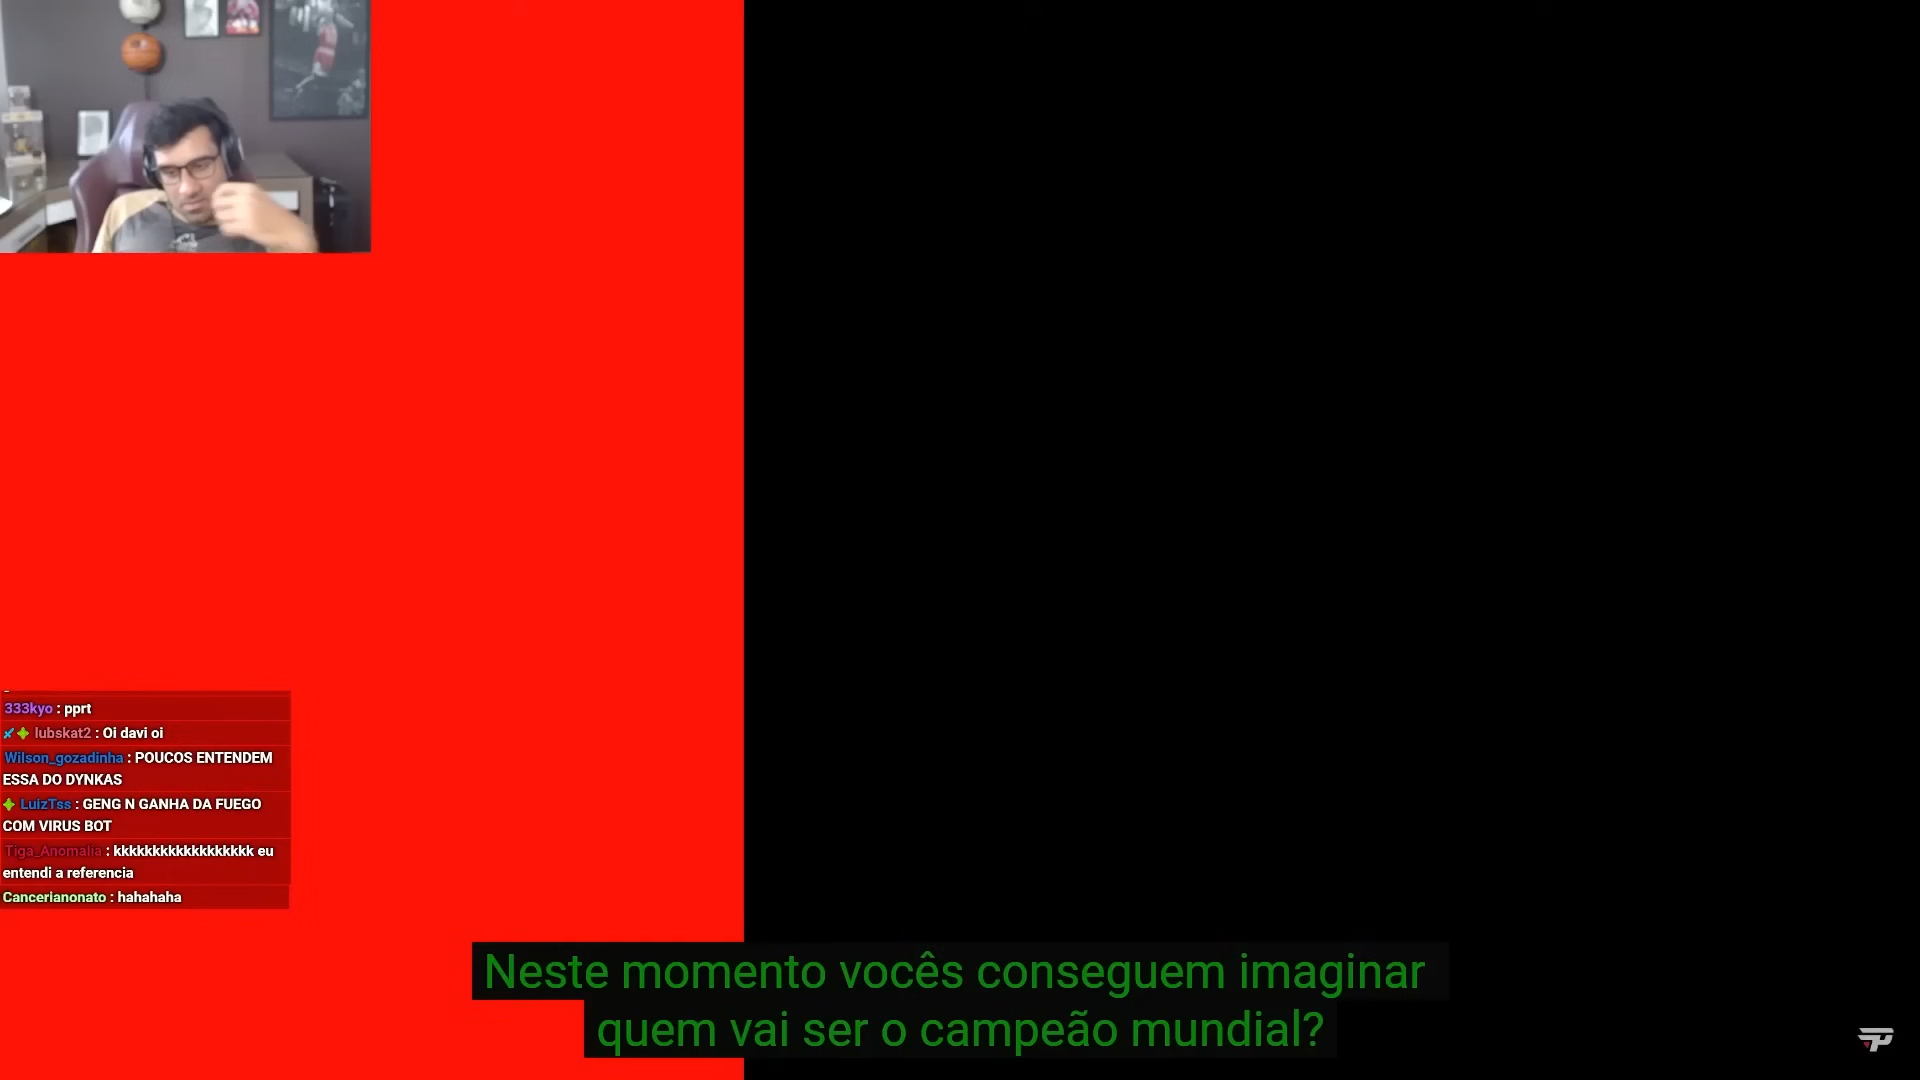 333kyo : pprt
lubskat2 : Oi davi oi
Wilson_gozadinha : POUCOS ENTENDEM
ESSA DO DYNKAS
LuizTss : GENG N GANHA DA FUEGO
COM VIRUS BOT
Tiga_Anomalia : kkkkkkkkkkkkkkkkkk eu
entendi a referencia
Cancerianonato : hahahaha
Neste momento vocês conseguem imaginar
quem vai ser o campeão mundial?